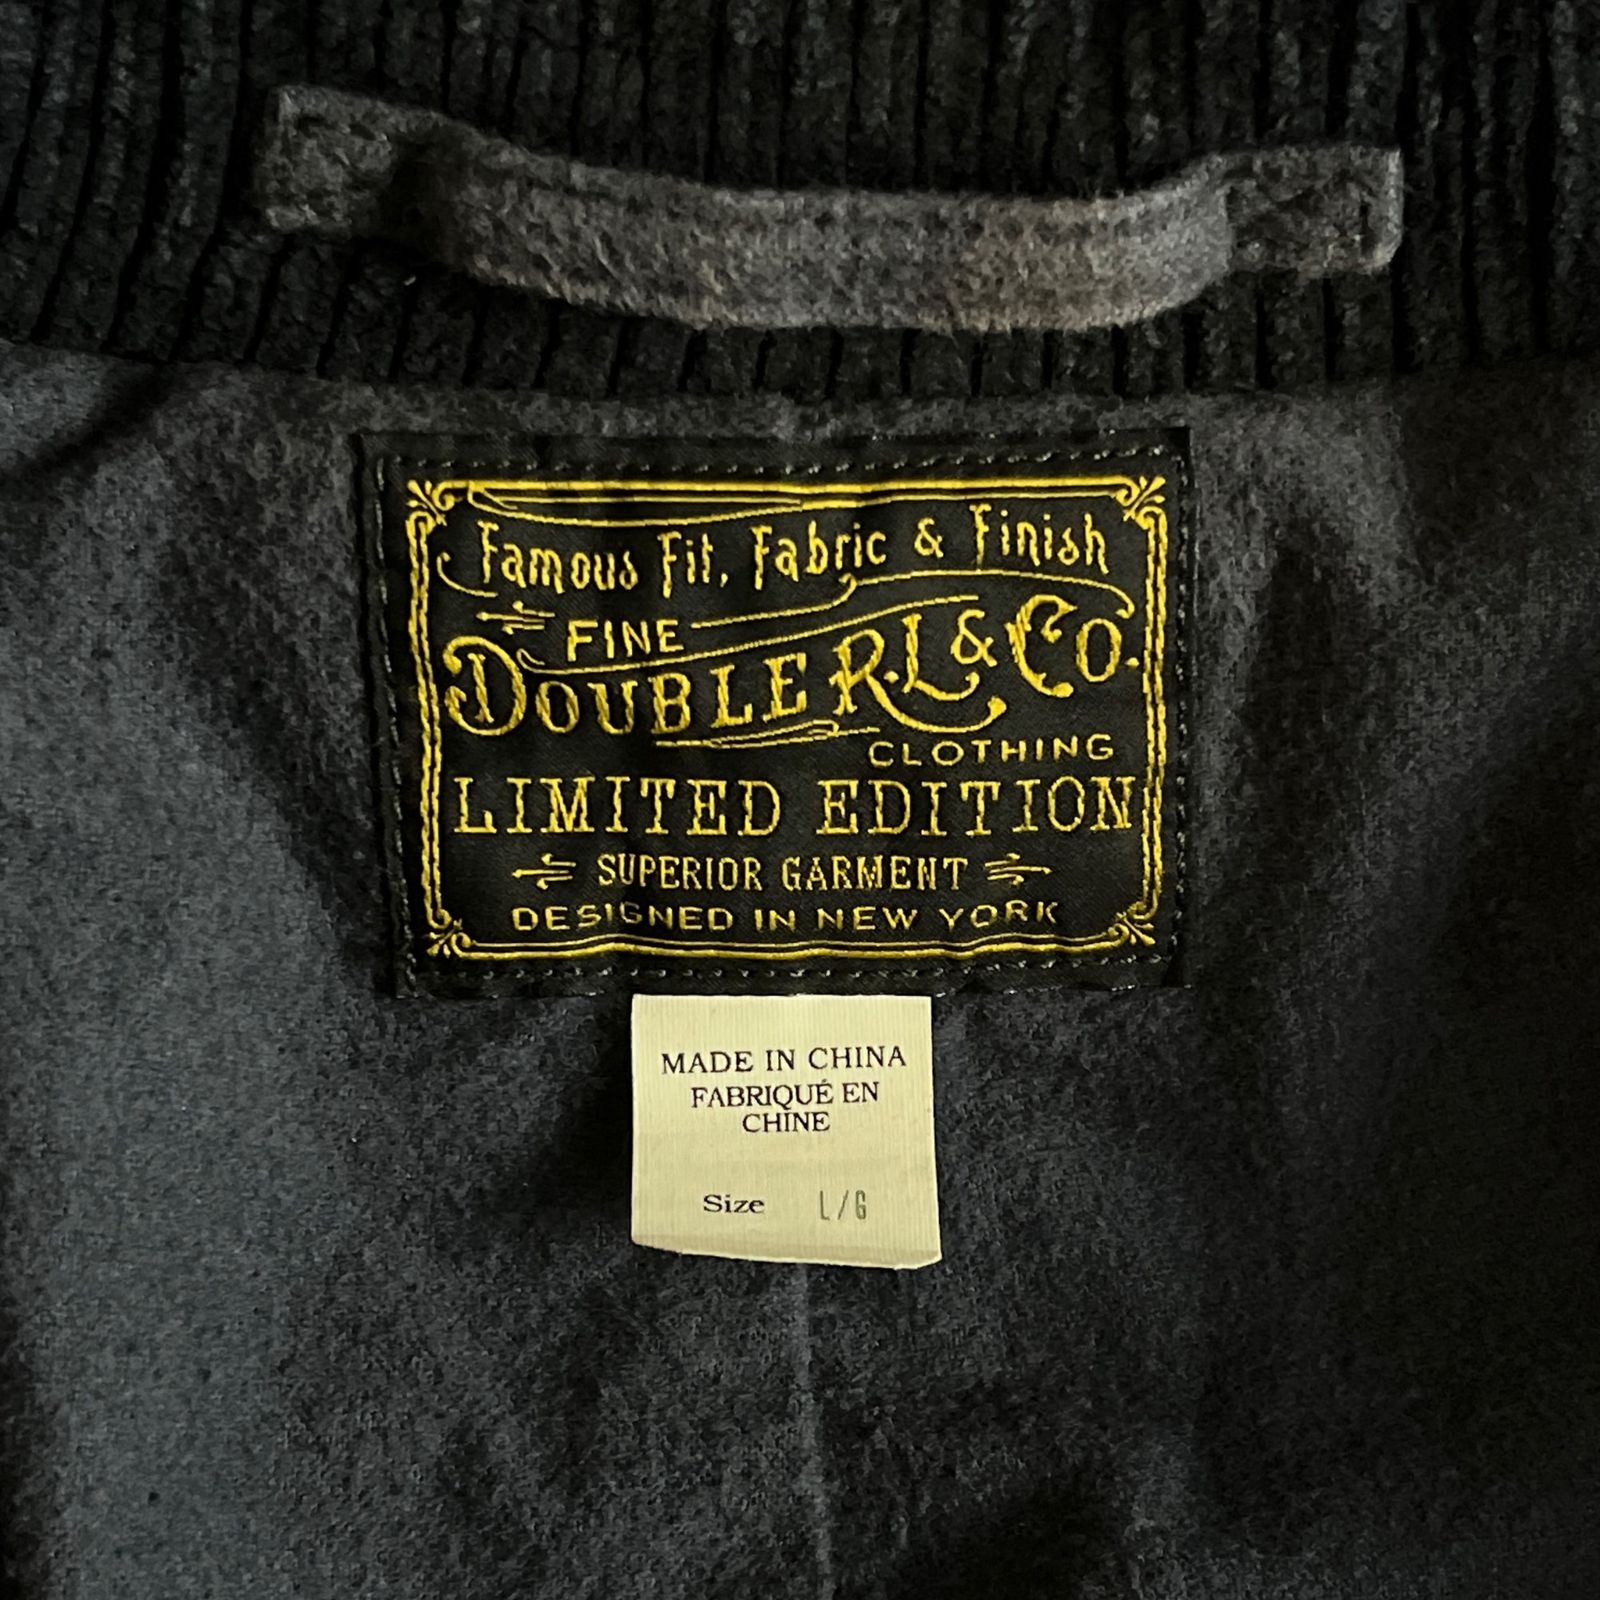 Famous Fit, Fabric & Finish
FINE
DOUBLE R.L & CO.
CLOTHING
LIMITED EDITION
SUPERIOR GARMENT
DESIGNED IN NEW YORK
MADE IN CHINA
FABRIQUÉ EN
CHINE
Size L/G